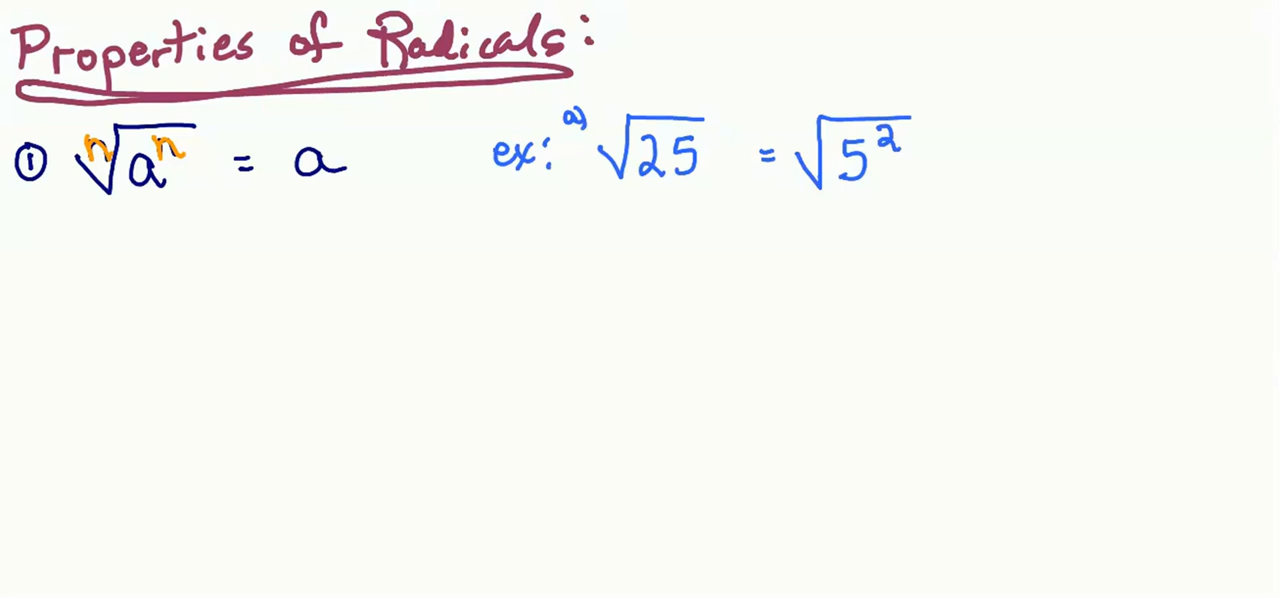 Properties of Radicals:
① ⁿ√aⁿ = a ex: a) √25 = √5²